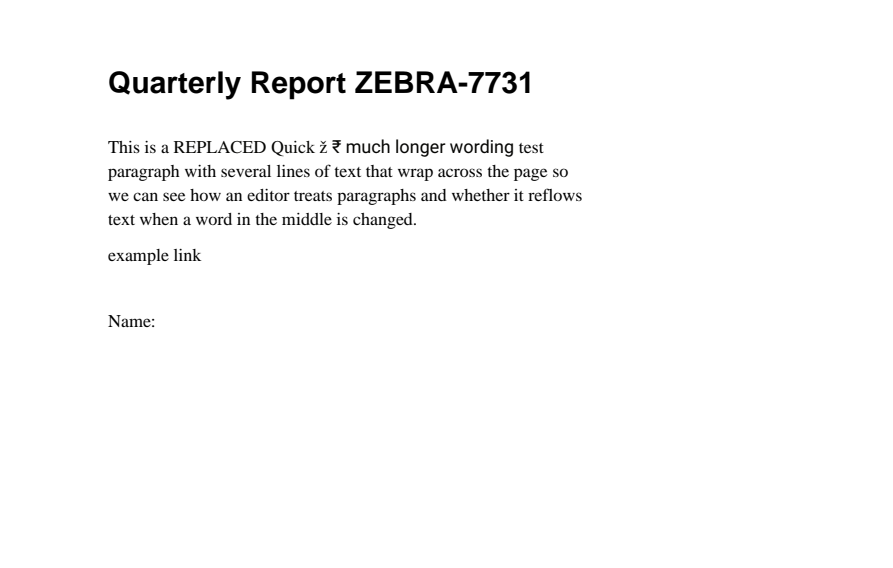 Quarterly Report ZEBRA-7731
This is a REPLACED Quick ž ₹ much longer wording test
paragraph with several lines of text that wrap across the page so
we can see how an editor treats paragraphs and whether it reflows
text when a word in the middle is changed.
example link
Name: